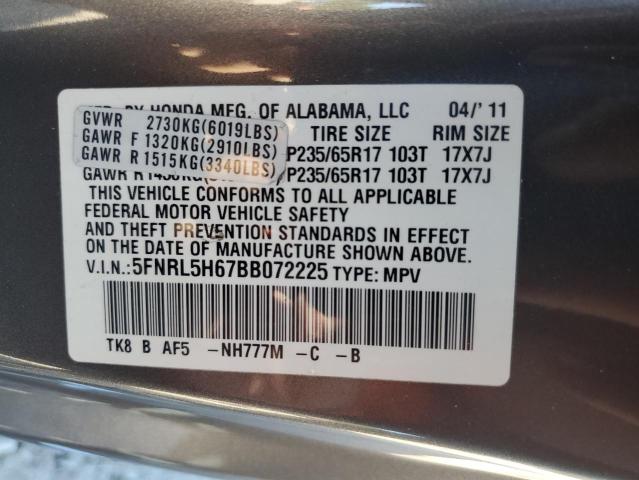 BY HONDA MFG. OF ALABAMA, LLC 04/'11
GVWR 2730KG(6019LBS) TIRE SIZE RIM SIZE
GAWR F 1320KG(2910LBS) P235/65R17 103T 17X7J
GAWR R 1515KG(3340LBS) P235/65R17 103T 17X7J
GAWR R
THIS VEHICLE CONFORMS TO ALL APPLICABLE
FEDERAL MOTOR VEHICLE SAFETY
AND THEFT PREVENTION STANDARDS IN EFFECT
ON THE DATE OF MANUFACTURE SHOWN ABOVE.
V.I.N.:5FNRL5H67BB072225 TYPE: MPV
TK8 B AF5 -NH777M -C -B